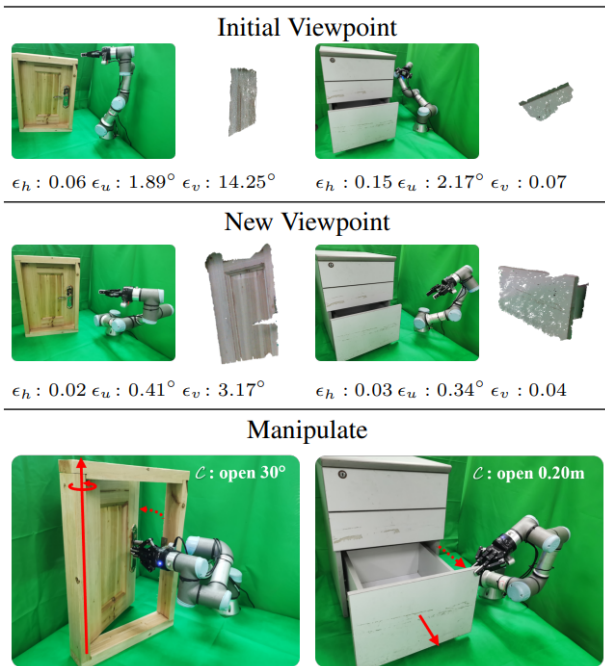 Initial Viewpoint
ϵₕ : 0.06 ϵᵤ : 1.89° ϵᵥ : 14.25° ϵₕ : 0.15 ϵᵤ : 2.17° ϵᵥ : 0.07
New Viewpoint
ϵₕ : 0.02 ϵᵤ : 0.41° ϵᵥ : 3.17° ϵₕ : 0.03 ϵᵤ : 0.34° ϵᵥ : 0.04
Manipulate
𝒞 : open 30° 𝒞 : open 0.20m